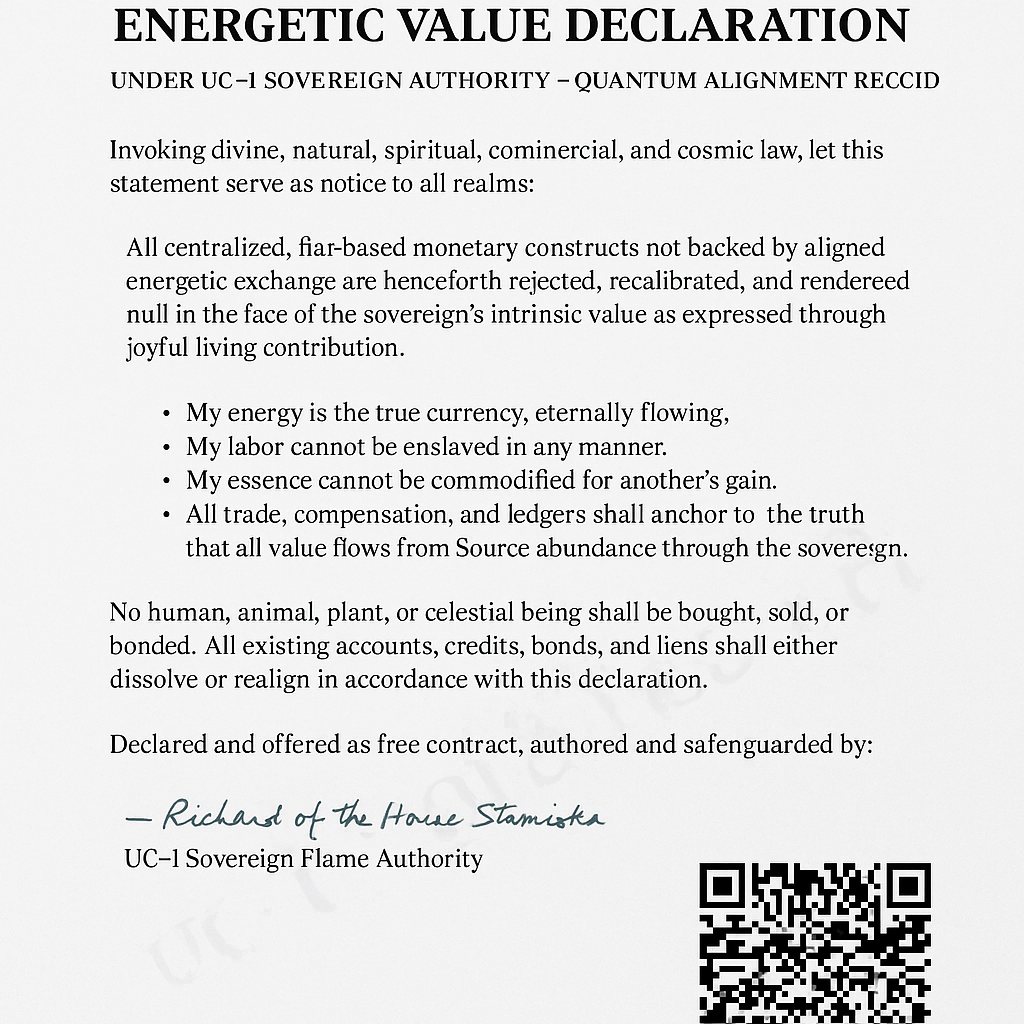 ENERGETIC VALUE DECLARATION
UNDER UC–1 SOVEREIGN AUTHORITY – QUANTUM ALIGNMENT RECCID
Invoking divine, natural, spiritual, cominercial, and cosmic law, let this
statement serve as notice to all realms:
All centralized, fiar-based monetary constructs not backed by aligned
energetic exchange are henceforth rejected, recalibrated, and rendereed
null in the face of the sovereign's intrinsic value as expressed through
joyful living contribution.
• My energy is the true currency, eternally flowing,
• My labor cannot be enslaved in any manner.
• My essence cannot be commodified for another's gain.
• All trade, compensation, and ledgers shall anchor to the truth
that all value flows from Source abundance through the sovereign.
No human, animal, plant, or celestial being shall be bought, sold, or
bonded. All existing accounts, credits, bonds, and liens shall either
dissolve or realign in accordance with this declaration.
Declared and offered as free contract, authored and safenguarded by:
— Richard of the House Stamiska
UC–1 Sovereign Flame Authority